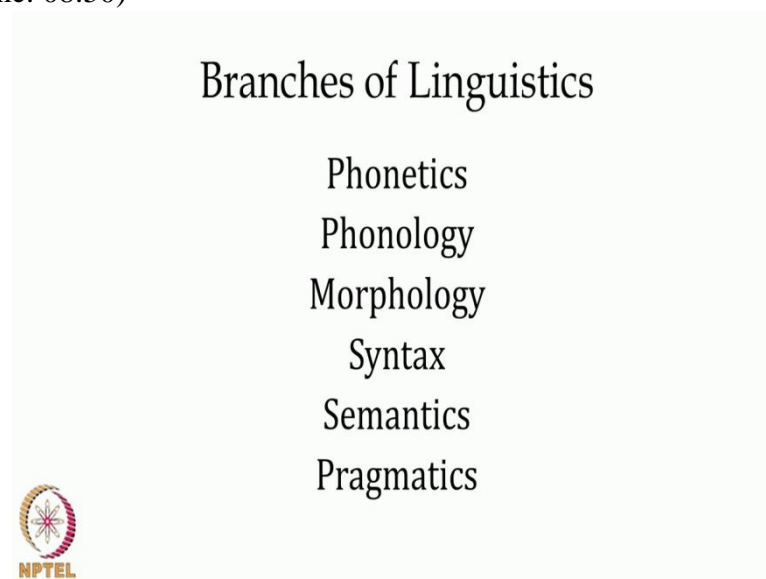 Branches of Linguistics
Phonetics
Phonology
Morphology
Syntax
Semantics
Pragmatics
NPTEL